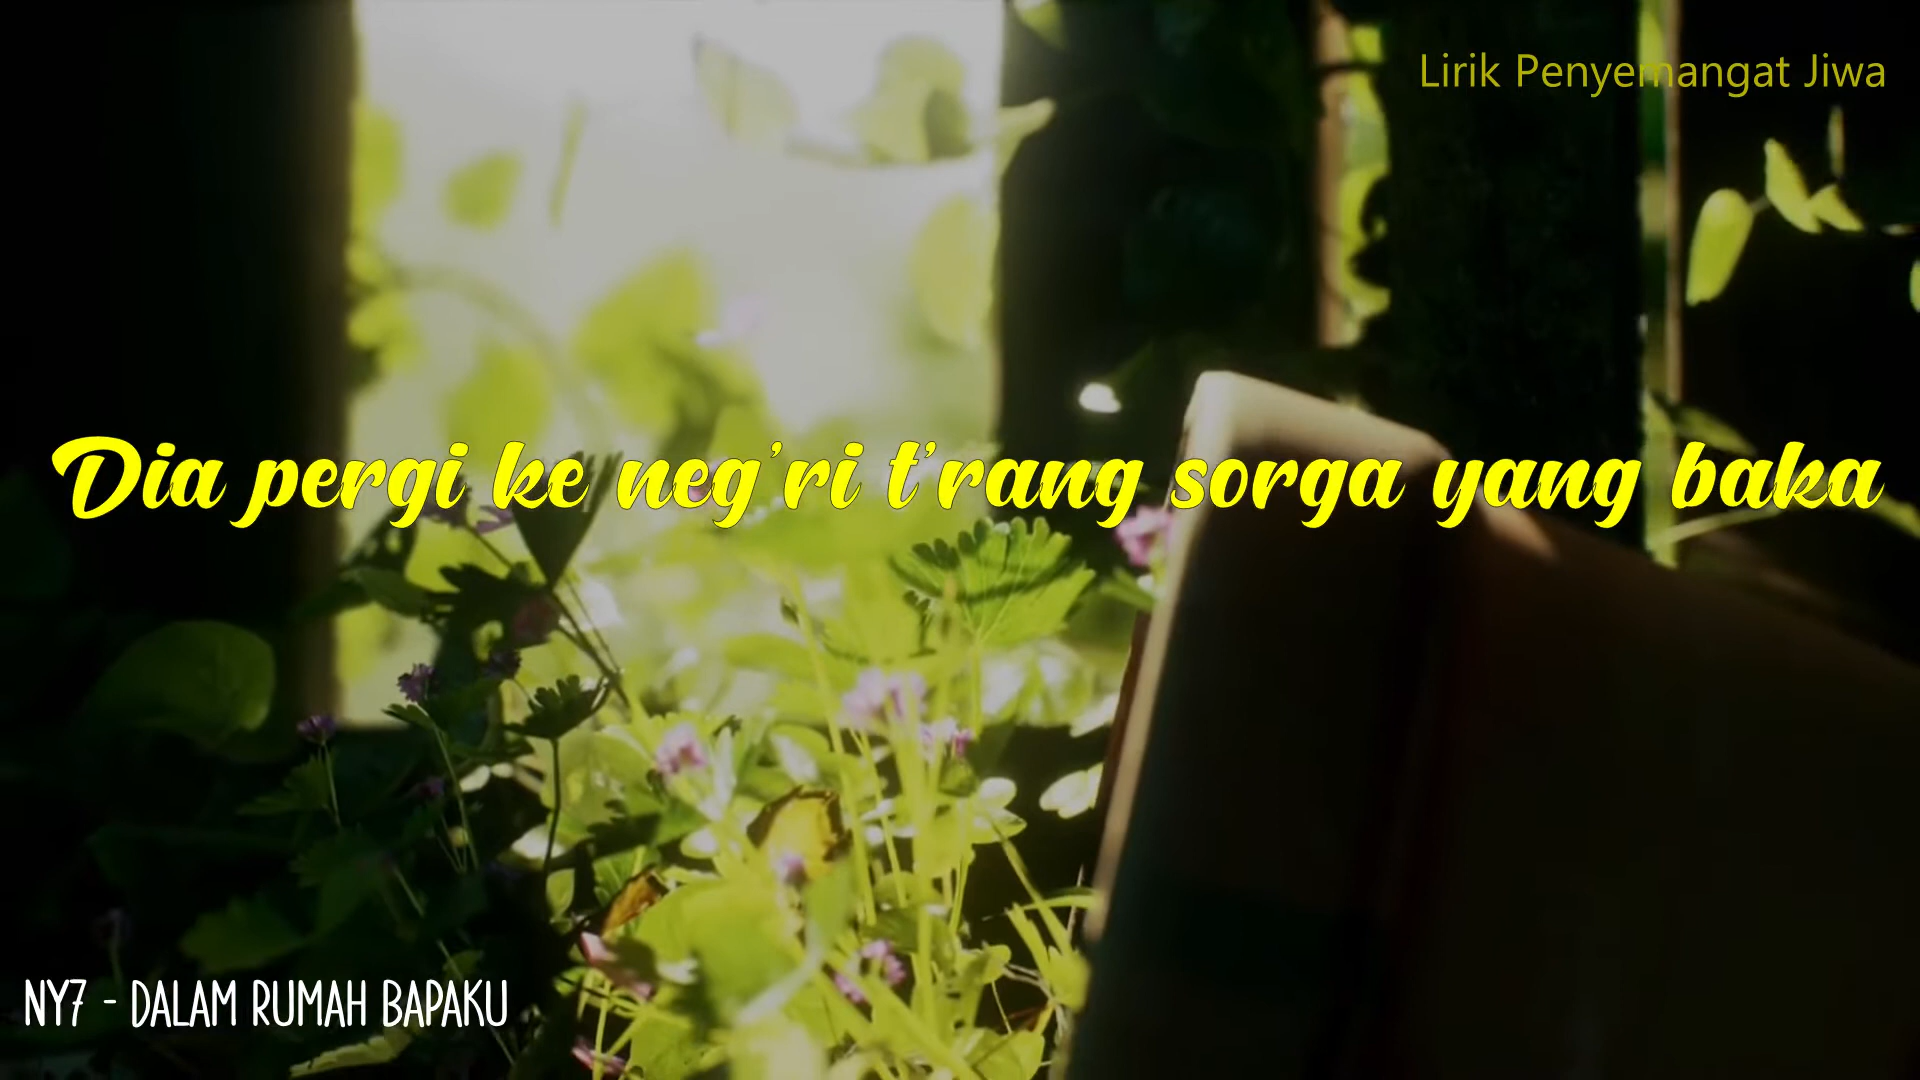 Lirik Penyemangat Jiwa
Dia pergi ke neg'ri t'rang sorga yang baka
NY7 - DALAM RUMAH BAPAKU